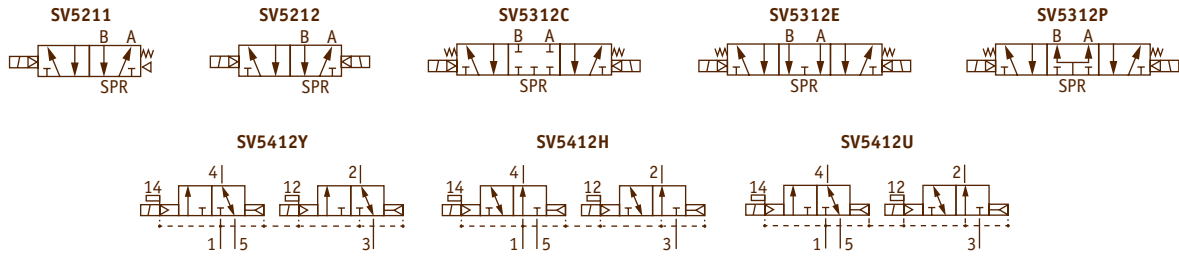 SV5211 SV5212 SV5312C SV5312E SV5312P
B A B A B A B A B A
SPR SPR SPR SPR
SV5412Y SV5412H SV5412U
4 2 4 2 4 2
14 12 14 12 14 12
1 5 3 1 5 3 1 5 3